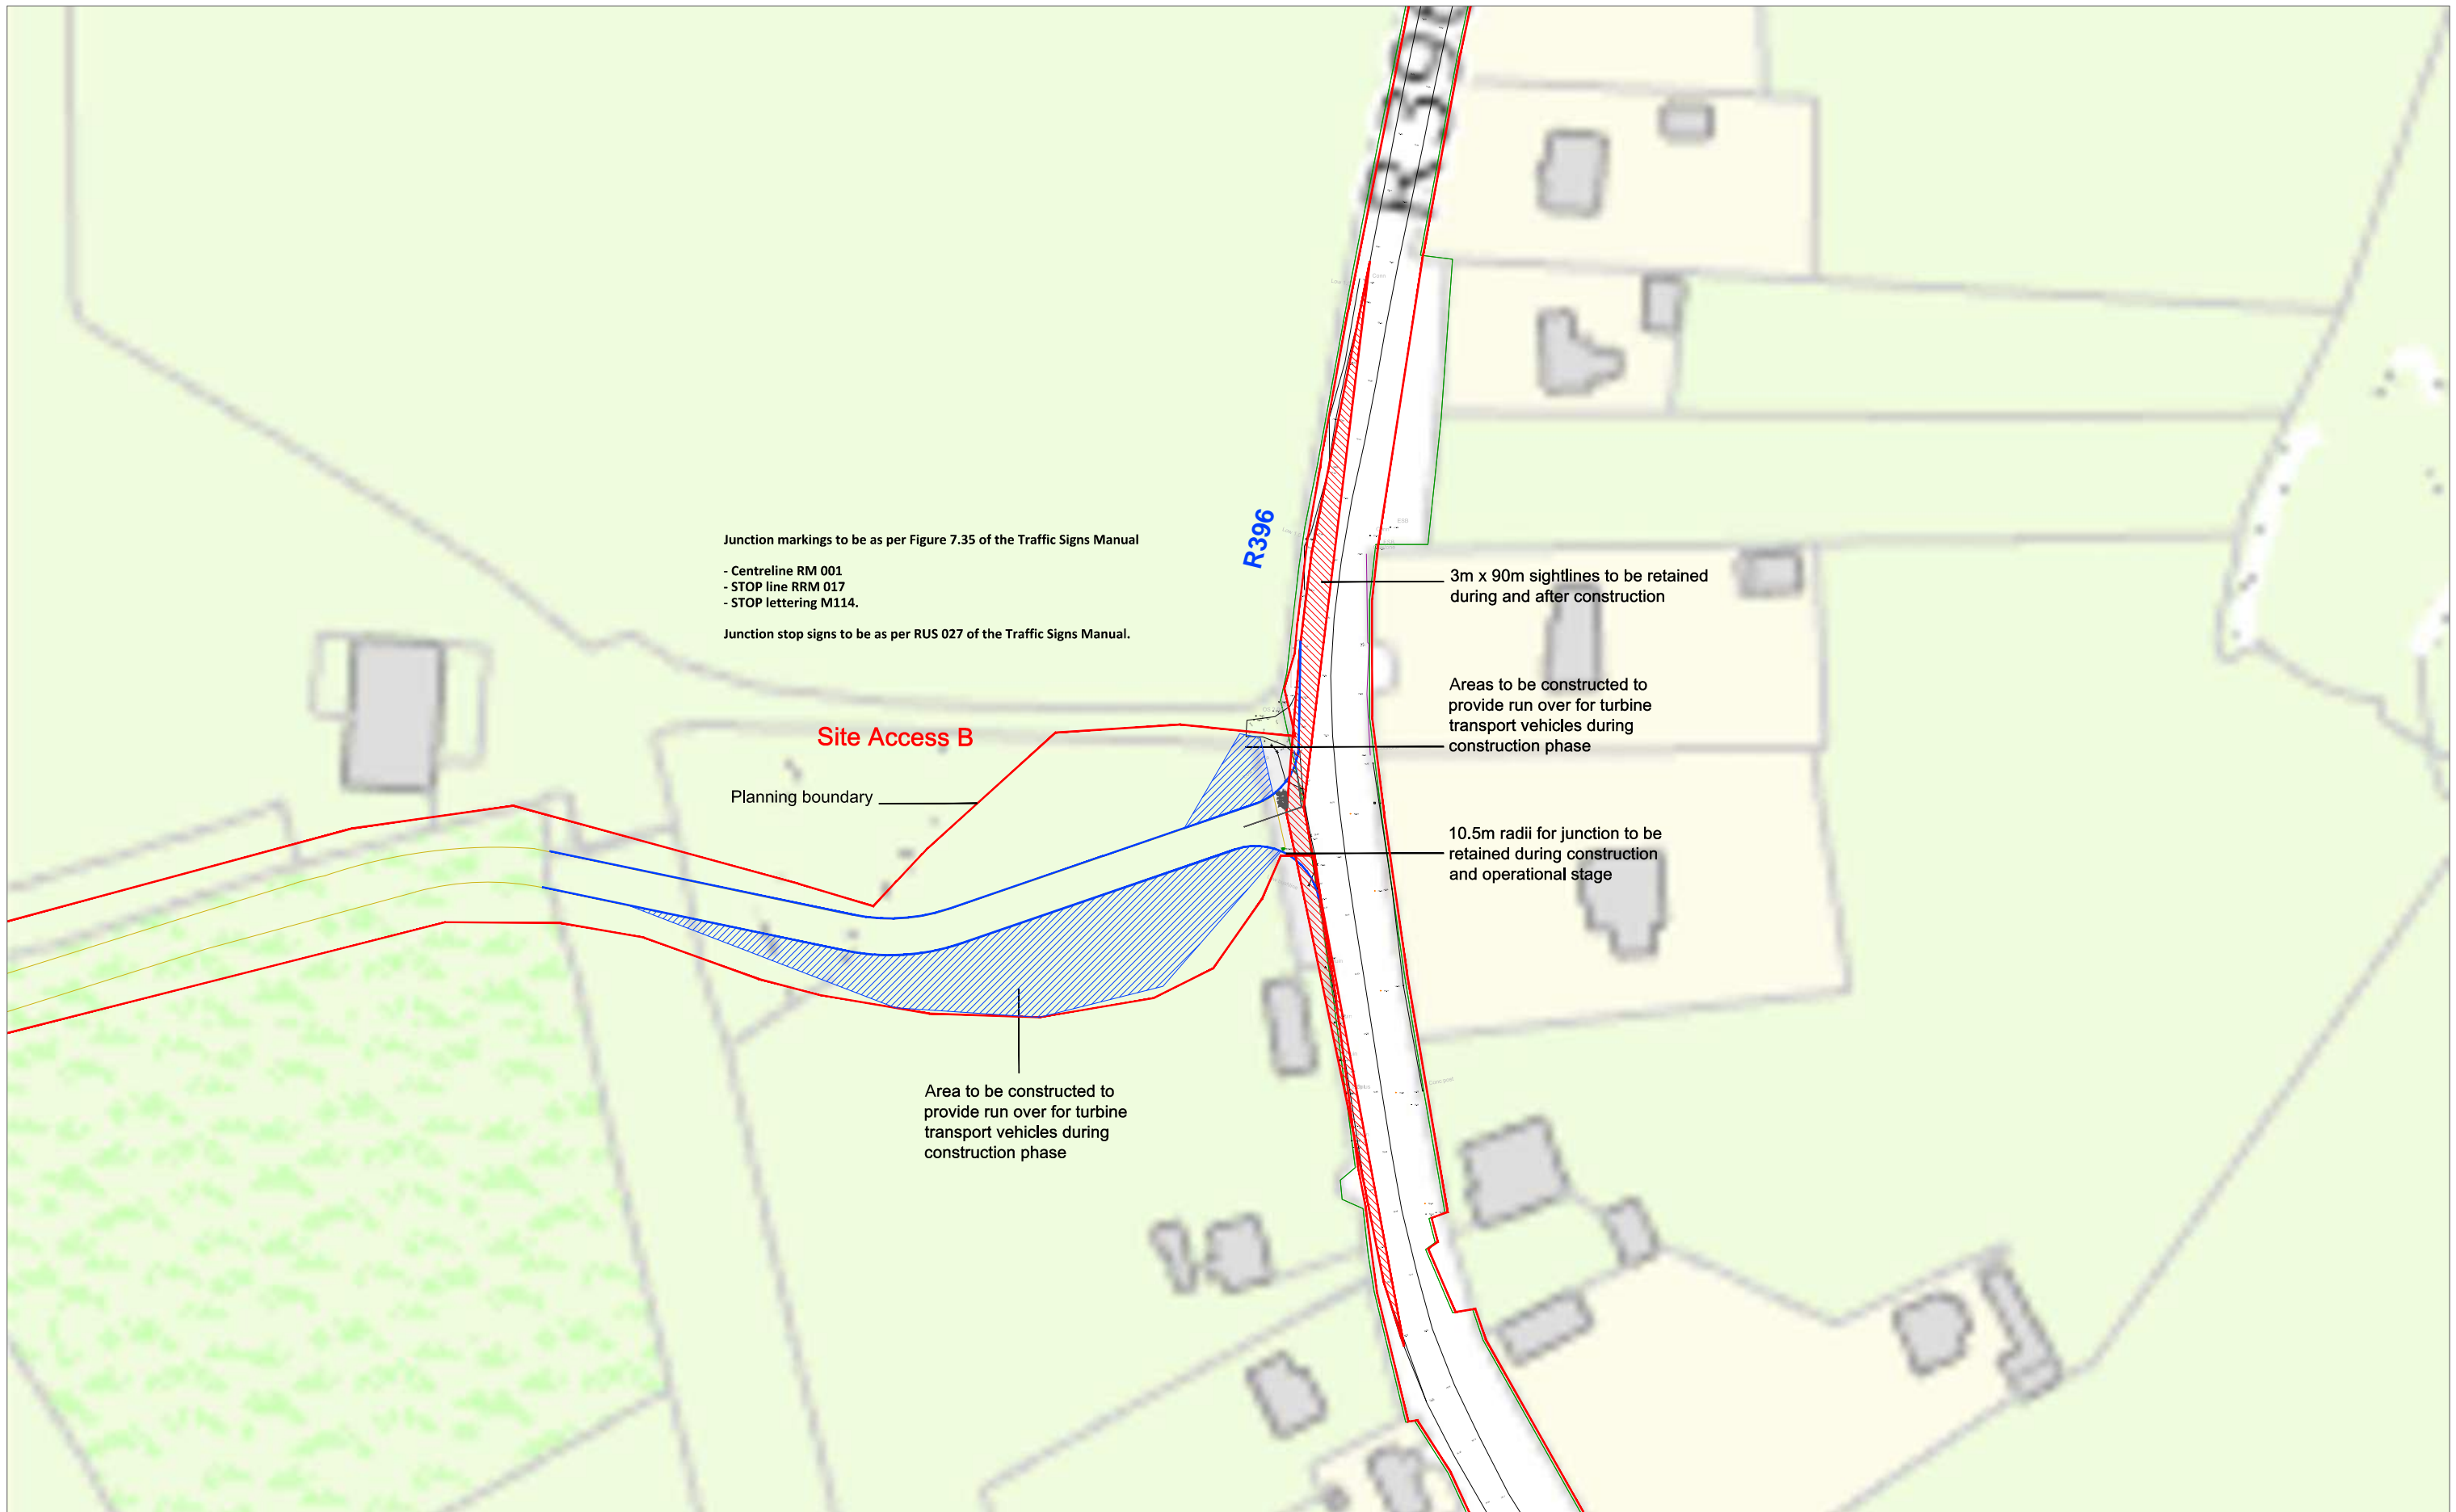 R396
Junction markings to be as per Figure 7.35 of the Traffic Signs Manual
- Centreline RM 001
- STOP line RRM 017
- STOP lettering M114.
Junction stop signs to be as per RUS 027 of the Traffic Signs Manual.
3m x 90m sightlines to be retained
during and after construction
Areas to be constructed to
provide run over for turbine
transport vehicles during
construction phase
Site Access B
Planning boundary
10.5m radii for junction to be
retained during construction
and operational stage
Area to be constructed to
provide run over for turbine
transport vehicles during
construction phase